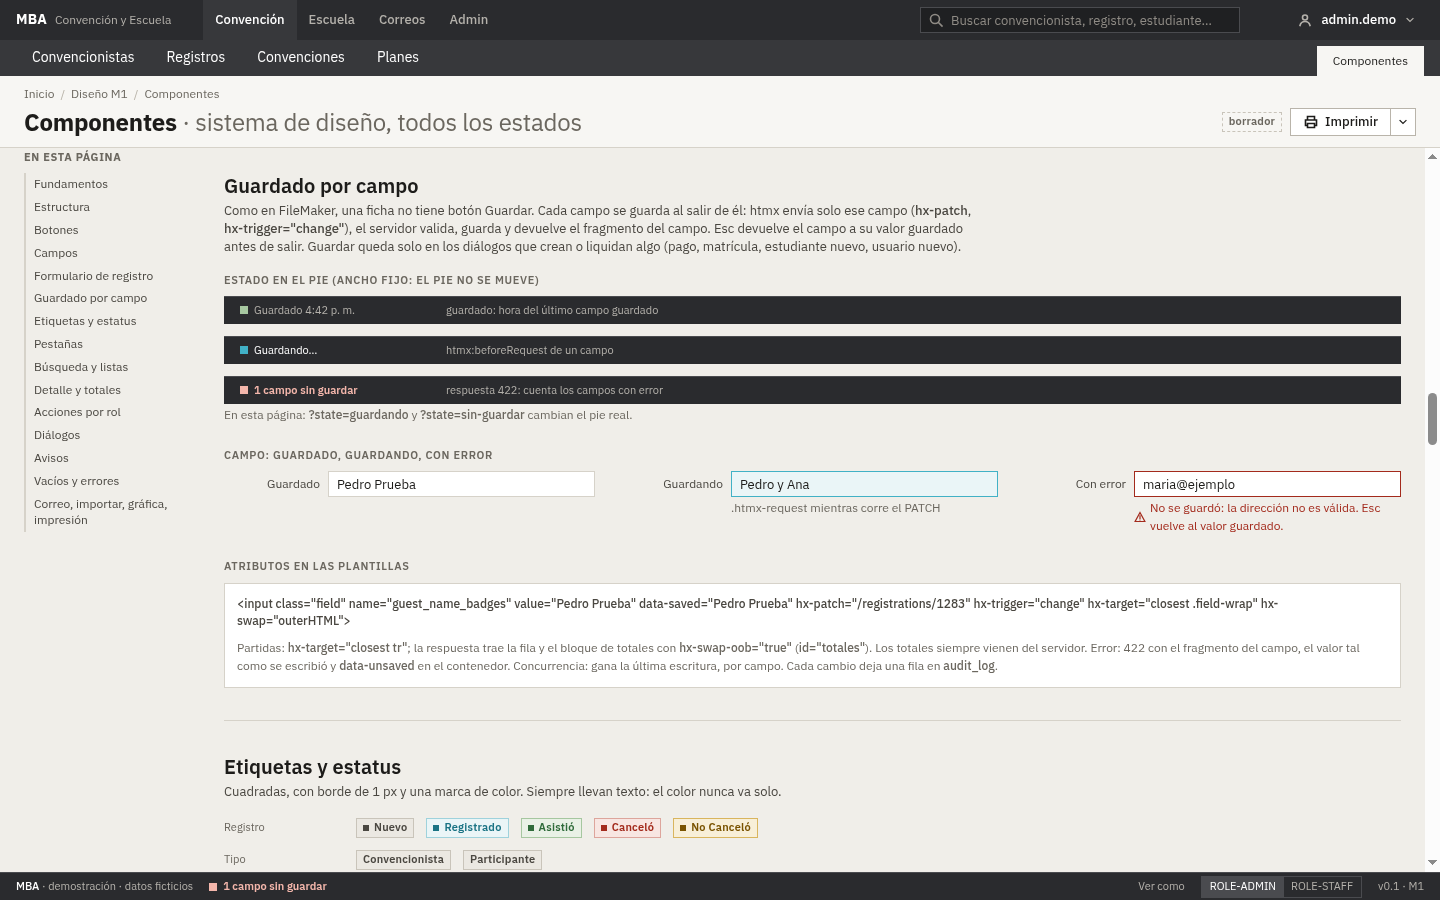 MBA Convención y Escuela Convención Escuela Correos Admin Buscar convencionista, registro, estudiante... admin.demo
Convencionistas Registros Convenciones Planes Componentes
Inicio / Diseño M1 / Componentes
Componentes · sistema de diseño, todos los estados borrador Imprimir
EN ESTA PÁGINA
Fundamentos
Estructura
Botones
Campos
Formulario de registro
Guardado por campo
Etiquetas y estatus
Pestañas
Búsqueda y listas
Detalle y totales
Acciones por rol
Diálogos
Avisos
Vacíos y errores
Correo, importar, gráfica,
impresión
Guardado por campo
Como en FileMaker, una ficha no tiene botón Guardar. Cada campo se guarda al salir de él: htmx envía solo ese campo (hx-patch,
hx-trigger="change"), el servidor valida, guarda y devuelve el fragmento del campo. Esc devuelve el campo a su valor guardado
antes de salir. Guardar queda solo en los diálogos que crean o liquidan algo (pago, matrícula, estudiante nuevo, usuario nuevo).
ESTADO EN EL PIE (ANCHO FIJO: EL PIE NO SE MUEVE)
Guardado 4:42 p. m. guardado: hora del último campo guardado
Guardando... htmx:beforeRequest de un campo
1 campo sin guardar respuesta 422: cuenta los campos con error
En esta página: ?state=guardando y ?state=sin-guardar cambian el pie real.
CAMPO: GUARDADO, GUARDANDO, CON ERROR
Guardado Pedro Prueba Guardando Pedro y Ana Con error maria@ejemplo
.htmx-request mientras corre el PATCH No se guardó: la dirección no es válida. Esc
vuelve al valor guardado.
ATRIBUTOS EN LAS PLANTILLAS
<input class="field" name="guest_name_badges" value="Pedro Prueba" data-saved="Pedro Prueba" hx-patch="/registrations/1283" hx-trigger="change" hx-target="closest .field-wrap" hx-
swap="outerHTML">
Partidas: hx-target="closest tr"; la respuesta trae la fila y el bloque de totales con hx-swap-oob="true" (id="totales"). Los totales siempre vienen del servidor. Error: 422 con el fragmento del campo, el valor tal
como se escribió y data-unsaved en el contenedor. Concurrencia: gana la última escritura, por campo. Cada cambio deja una fila en audit_log.
Etiquetas y estatus
Cuadradas, con borde de 1 px y una marca de color. Siempre llevan texto: el color nunca va solo.
Registro Nuevo Registrado Asistió Canceló No Canceló
Tipo Convencionista Participante
MBA · demostración · datos ficticios 1 campo sin guardar Ver como ROLE-ADMIN ROLE-STAFF v0.1 · M1